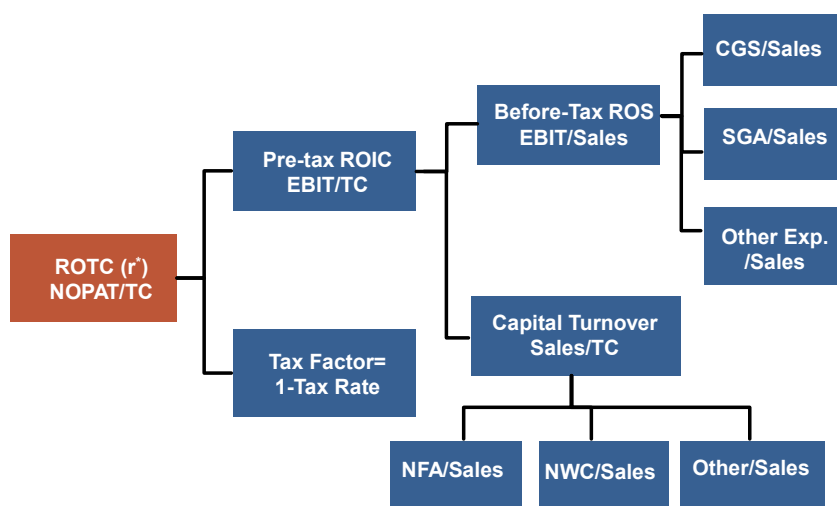 CGS/Sales
Before-Tax ROS
EBIT/Sales
SGA/Sales
Pre-tax ROIC
EBIT/TC
Other Exp.
/Sales
ROTC (r*)
NOPAT/TC
Capital Turnover
Sales/TC
Tax Factor=
1-Tax Rate
NFA/Sales
NWC/Sales
Other/Sales